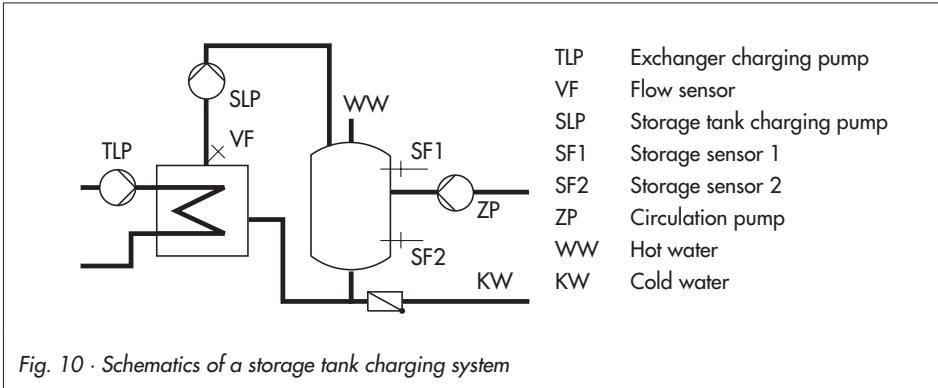 SLP
WW
VF
TLP
SF1
ZP
SF2
KW
TLP Exchanger charging pump
VF Flow sensor
SLP Storage tank charging pump
SF1 Storage sensor 1
SF2 Storage sensor 2
ZP Circulation pump
WW Hot water
KW Cold water
Fig. 10 · Schematics of a storage tank charging system